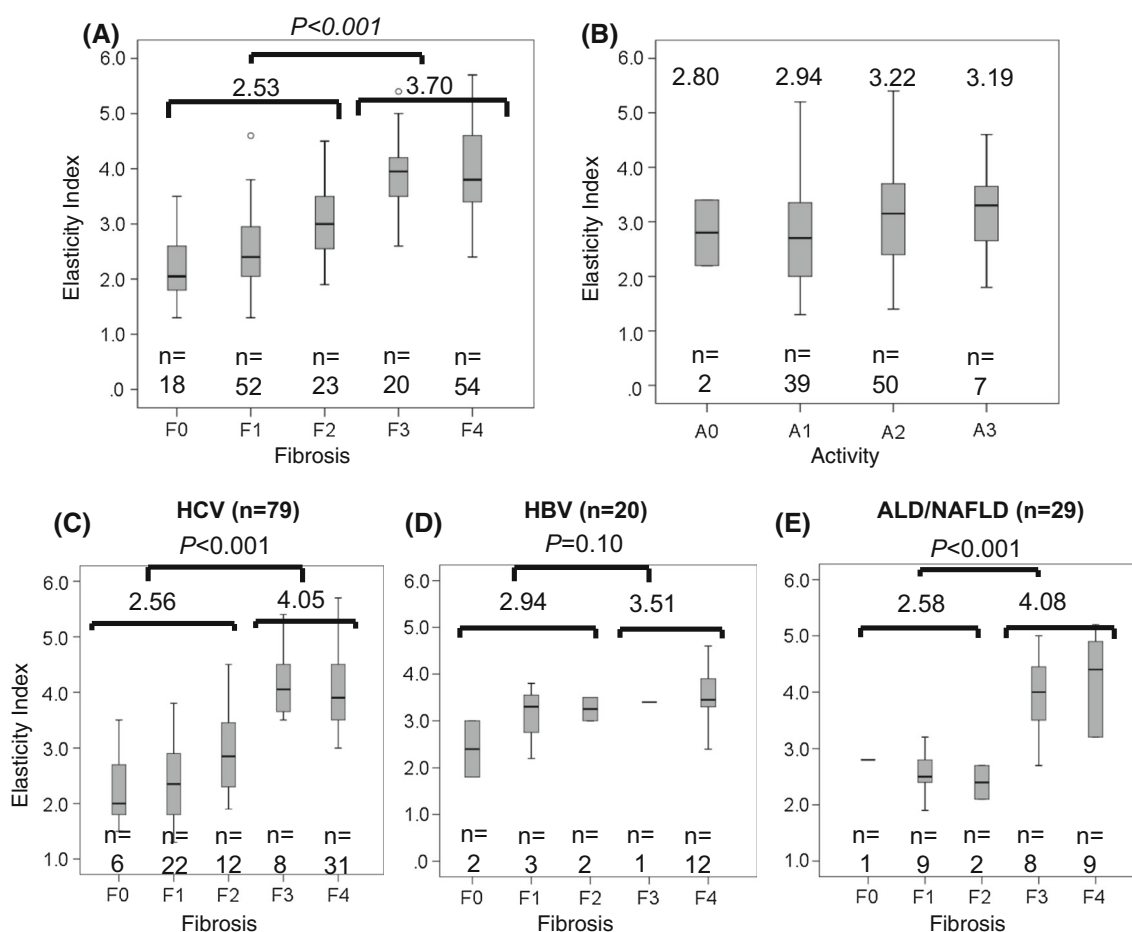 (A)
P<0.001
2.53
3.70
Elasticity Index
6.0
5.0
4.0
3.0
2.0
1.0
.0
n= n= n= n= n=
18 52 23 20 54
F0 F1 F2 F3 F4
Fibrosis
(B)
2.80 2.94 3.22 3.19
Elasticity Index
6.0
5.0
4.0
3.0
2.0
1.0
.0
n= n= n= n=
2 39 50 7
A0 A1 A2 A3
Activity
(C)
HCV (n=79)
P<0.001
2.56
4.05
Elasticity Index
6.0
5.0
4.0
3.0
2.0
1.0
n= n= n= n= n=
6 22 12 8 31
F0 F1 F2 F3 F4
Fibrosis
(D)
HBV (n=20)
P=0.10
2.94
3.51
6.0
5.0
4.0
3.0
2.0
1.0
.0
n= n= n= n= n=
2 3 2 1 12
F0 F1 F2 F3 F4
Fibrosis
(E)
ALD/NAFLD (n=29)
P<0.001
2.58
4.08
6.0
5.0
4.0
3.0
2.0
1.0
n= n= n= n= n=
1 9 2 8 9
F0 F1 F2 F3 F4
Fibrosis